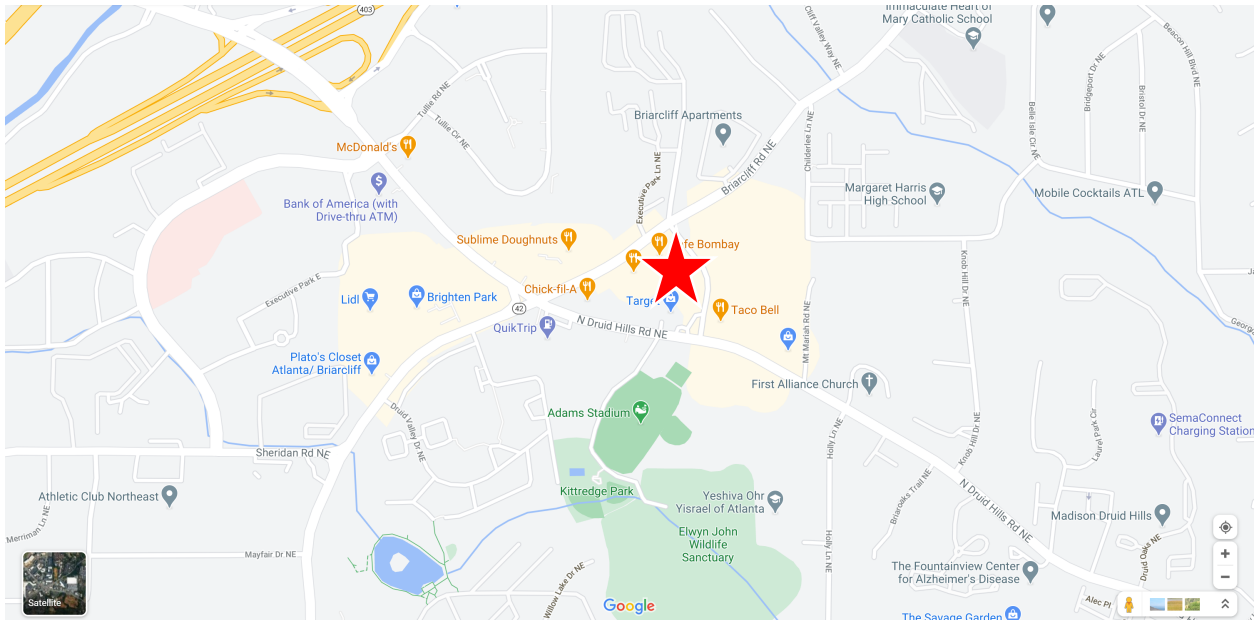 403
Immaculate Heart of
Mary Catholic School
Cliff Valley Way NE
Beacon Hill Blvd NE
Tullie Rd NE
Tullie Cir NE
Bridgeport Dr NE
Bristol Dr NE
Belle Isle Cir NE
Briarcliff Apartments
McDonald's
Executive Park Ln NE
Briarcliff Rd NE
Childerlee Ln NE
Bank of America (with
Drive-thru ATM)
Margaret Harris
High School
Mobile Cocktails ATL
Sublime Doughnuts
fe Bombay
Executive Park E
Knob Hill Dr NE
Lidl
Brighten Park
Chick-fil-A
Targe
Taco Bell
42
QuikTrip
N Druid Hills Rd NE
Mt Mariah Rd NE
Plato's Closet
Atlanta/ Briarcliff
First Alliance Church
Adams Stadium
Druid Valley Dr NE
Holly Ln NE
Knob Hill Dr NE
Laurel Park Cir
SemaConnect
Charging Station
Sheridan Rd NE
Athletic Club Northeast
Kittredge Park
Yeshiva Ohr
Yisrael of Atlanta
Briaroaks Trail NE
N Druid Hills Rd NE
Madison Druid Hills
Merriman Ln NE
Elwyn John
Wildlife
Sanctuary
Holly Ln NE
Mayfair Dr NE
Druid Oaks NE
The Fountainview Center
for Alzheimer's Disease
Willow Lake Dr NE
Satellite
Google
Alec Pl
The Savage Garden